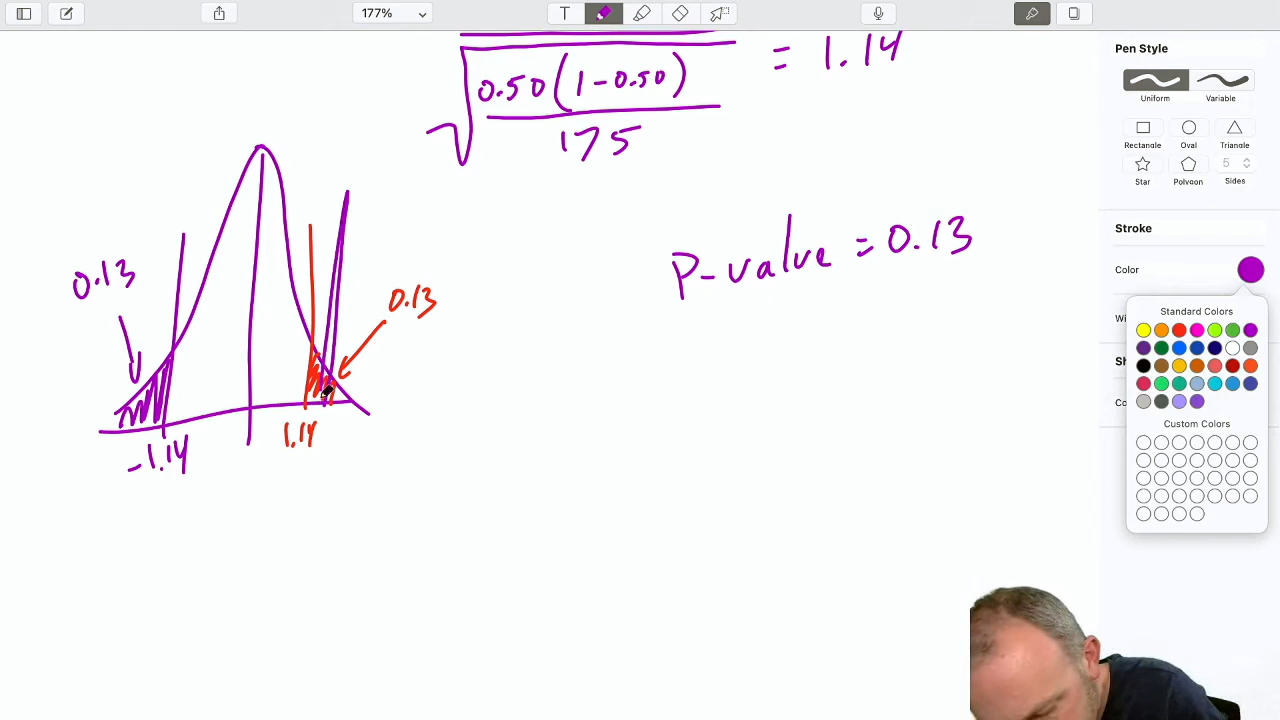 177%
T
= 1.14
0.50(1-0.50)
175
P-value = 0.13
0.13
0.13
1.14
-1.14
Pen Style
Uniform
Variable
Rectangle
Oval
Triangle
Star
Polygon
Sides
5
Stroke
Color
Standard Colors
Custom Colors